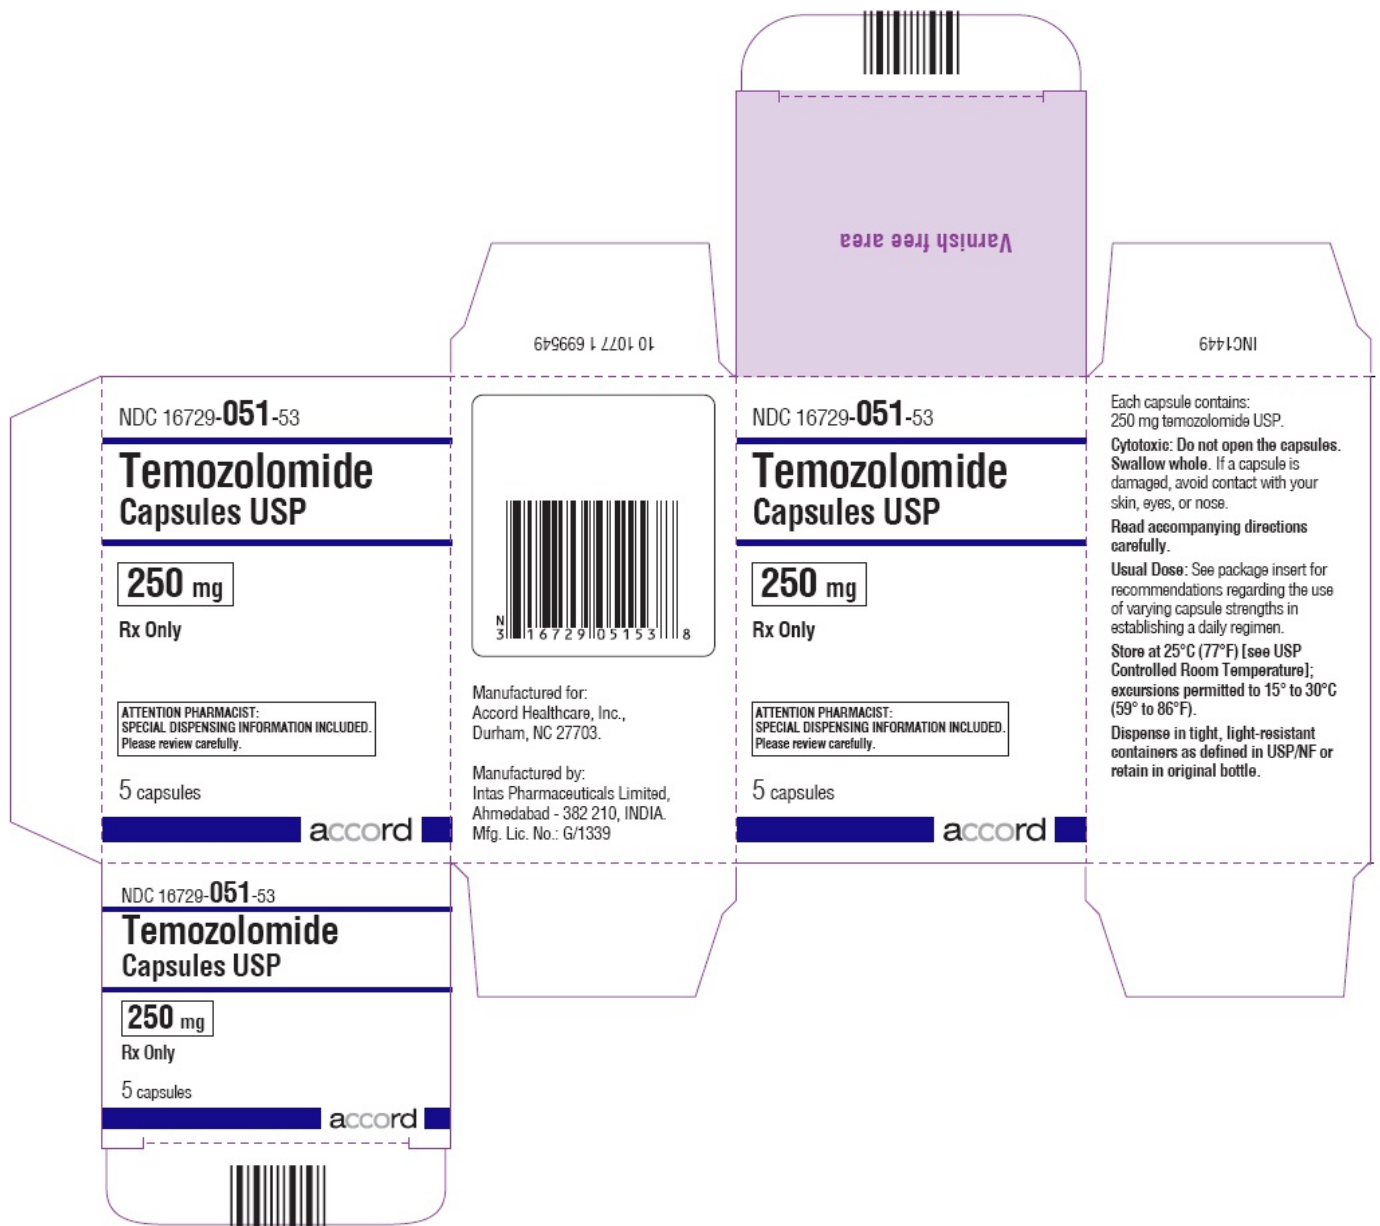 Varnish free area
10 1077 1 699549
INC1449
NDC 16729-051-53
Temozolomide
Capsules USP
250 mg
Rx Only
ATTENTION PHARMACIST:
SPECIAL DISPENSING INFORMATION INCLUDED.
Please review carefully.
5 capsules
accord
N
3 16729 05153 8
Manufactured for:
Accord Healthcare, Inc.,
Durham, NC 27703.
Manufactured by:
Intas Pharmaceuticals Limited,
Ahmedabad - 382 210, INDIA.
Mfg. Lic. No.: G/1339
NDC 16729-051-53
Temozolomide
Capsules USP
250 mg
Rx Only
ATTENTION PHARMACIST:
SPECIAL DISPENSING INFORMATION INCLUDED.
Please review carefully.
5 capsules
accord
Each capsule contains:
250 mg temozolomide USP.
Cytotoxic: Do not open the capsules.
Swallow whole. If a capsule is
damaged, avoid contact with your
skin, eyes, or nose.
Read accompanying directions
carefully.
Usual Dose: See package insert for
recommendations regarding the use
of varying capsule strengths in
establishing a daily regimen.
Store at 25°C (77°F) [see USP
Controlled Room Temperature];
excursions permitted to 15° to 30°C
(59° to 86°F).
Dispense in tight, light-resistant
containers as defined in USP/NF or
retain in original bottle.
NDC 16729-051-53
Temozolomide
Capsules USP
250 mg
Rx Only
5 capsules
accord